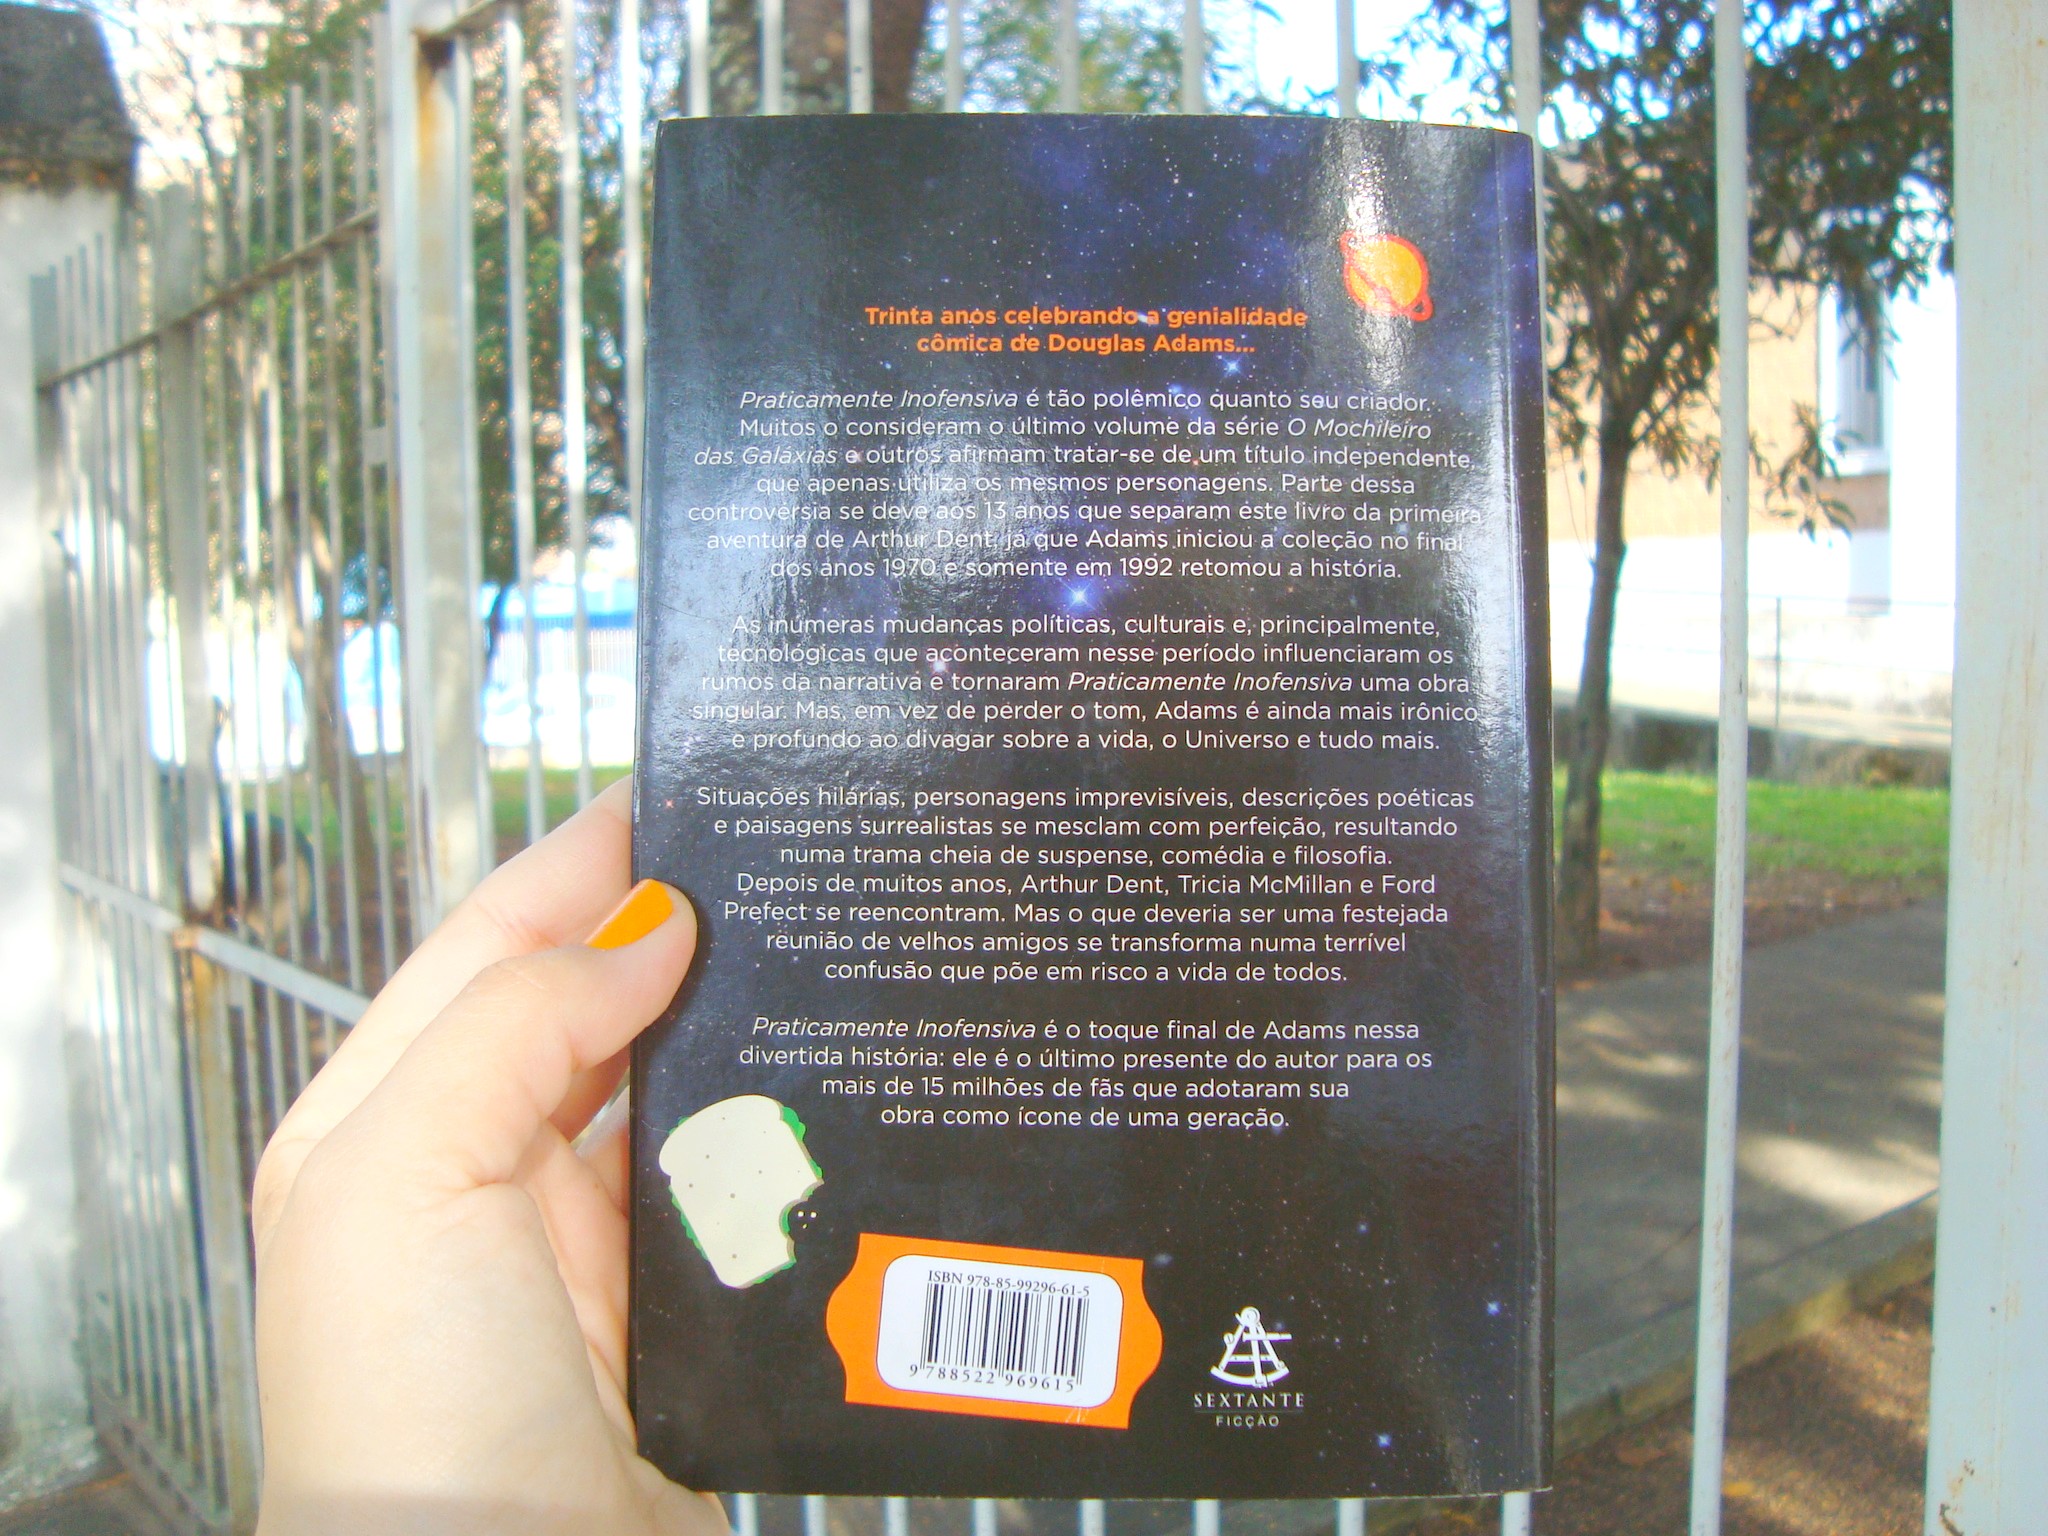 Trinta anos celebrando a genialidade
cômica de Douglas Adams...
Praticamente Inofensiva é tão polêmico quanto seu criador.
Muitos o consideram o último volume da série O Mochileiro
das Galáxias e outros afirmam tratar-se de um título independente,
que apenas utiliza os mesmos personagens. Parte dessa
controvérsia se deve aos 13 anos que separam este livro da primeira
aventura de Arthur Dent, já que Adams iniciou a coleção no final
dos anos 1970 e somente em 1992 retomou a história.
As inúmeras mudanças políticas, culturais e, principalmente,
tecnológicas que aconteceram nesse período influenciaram os
rumos da narrativa e tornaram Praticamente Inofensiva uma obra
singular. Mas, em vez de perder o tom, Adams é ainda mais irônico
e profundo ao divagar sobre a vida, o Universo e tudo mais.
Situações hilárias, personagens imprevisíveis, descrições poéticas
e paisagens surrealistas se mesclam com perfeição, resultando
numa trama cheia de suspense, comédia e filosofia.
Depois de muitos anos, Arthur Dent, Tricia McMillan e Ford
Prefect se reencontram. Mas o que deveria ser uma festejada
reunião de velhos amigos se transforma numa terrível
confusão que põe em risco a vida de todos.
Praticamente Inofensiva é o toque final de Adams nessa
divertida história: ele é o último presente do autor para os
mais de 15 milhões de fãs que adotaram sua
obra como ícone de uma geração.
ISBN 978-85-99296-61-5
9 788522 969615
SEXTANTE
FICÇÃO